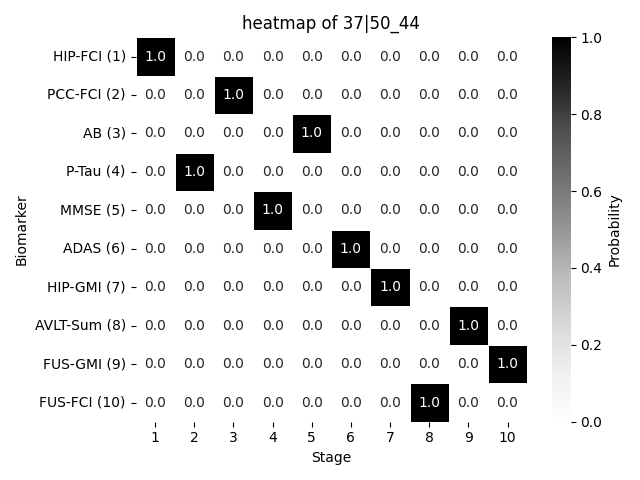 heatmap of 37|50_44
HIP-FCI (1) 1.0 0.0 0.0 0.0 0.0 0.0 0.0 0.0 0.0 0.0
PCC-FCI (2) 0.0 0.0 1.0 0.0 0.0 0.0 0.0 0.0 0.0 0.0
AB (3) 0.0 0.0 0.0 0.0 1.0 0.0 0.0 0.0 0.0 0.0
P-Tau (4) 0.0 1.0 0.0 0.0 0.0 0.0 0.0 0.0 0.0 0.0
MMSE (5) 0.0 0.0 0.0 1.0 0.0 0.0 0.0 0.0 0.0 0.0
ADAS (6) 0.0 0.0 0.0 0.0 0.0 1.0 0.0 0.0 0.0 0.0
HIP-GMI (7) 0.0 0.0 0.0 0.0 0.0 0.0 1.0 0.0 0.0 0.0
AVLT-Sum (8) 0.0 0.0 0.0 0.0 0.0 0.0 0.0 0.0 1.0 0.0
FUS-GMI (9) 0.0 0.0 0.0 0.0 0.0 0.0 0.0 0.0 0.0 1.0
FUS-FCI (10) 0.0 0.0 0.0 0.0 0.0 0.0 0.0 1.0 0.0 0.0
1 2 3 4 5 6 7 8 9 10
Stage
Biomarker
1.0
0.8
0.6
0.4
0.2
0.0
Probability